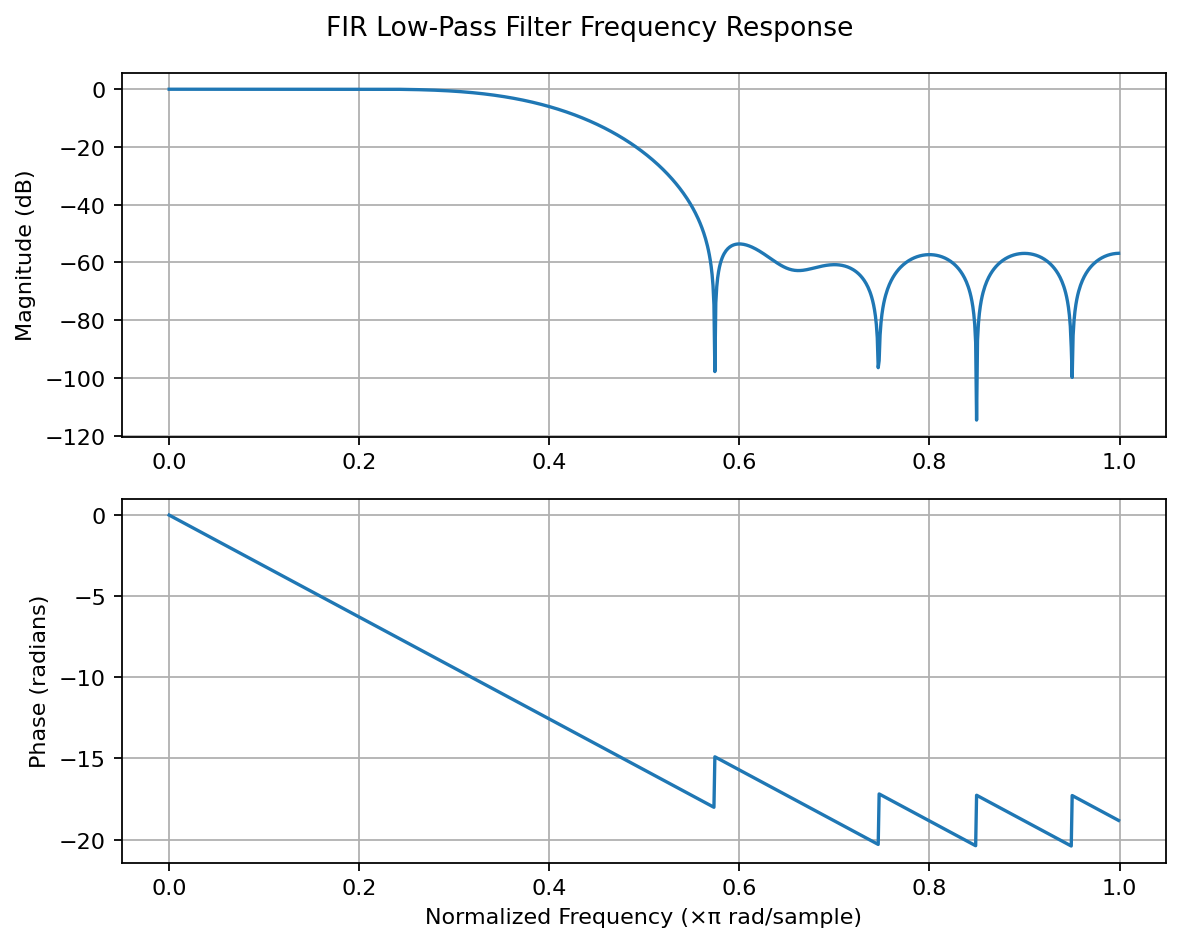 FIR Low-Pass Filter Frequency Response
Magnitude (dB)
0
−20
−40
−60
−80
−100
−120
0.0 0.2 0.4 0.6 0.8 1.0
Phase (radians)
0
−5
−10
−15
−20
0.0 0.2 0.4 0.6 0.8 1.0
Normalized Frequency (×π rad/sample)